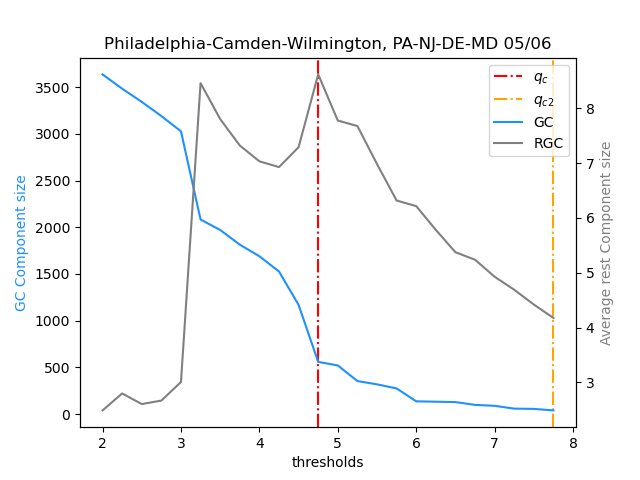 Philadelphia-Camden-Wilmington, PA-NJ-DE-MD 05/06
q_c
q_{c2}
GC
RGC
GC Component size
3500
3000
2500
2000
1500
1000
500
0
8
7
6
5
4
3
Average rest Component size
2 3 4 5 6 7 8
thresholds